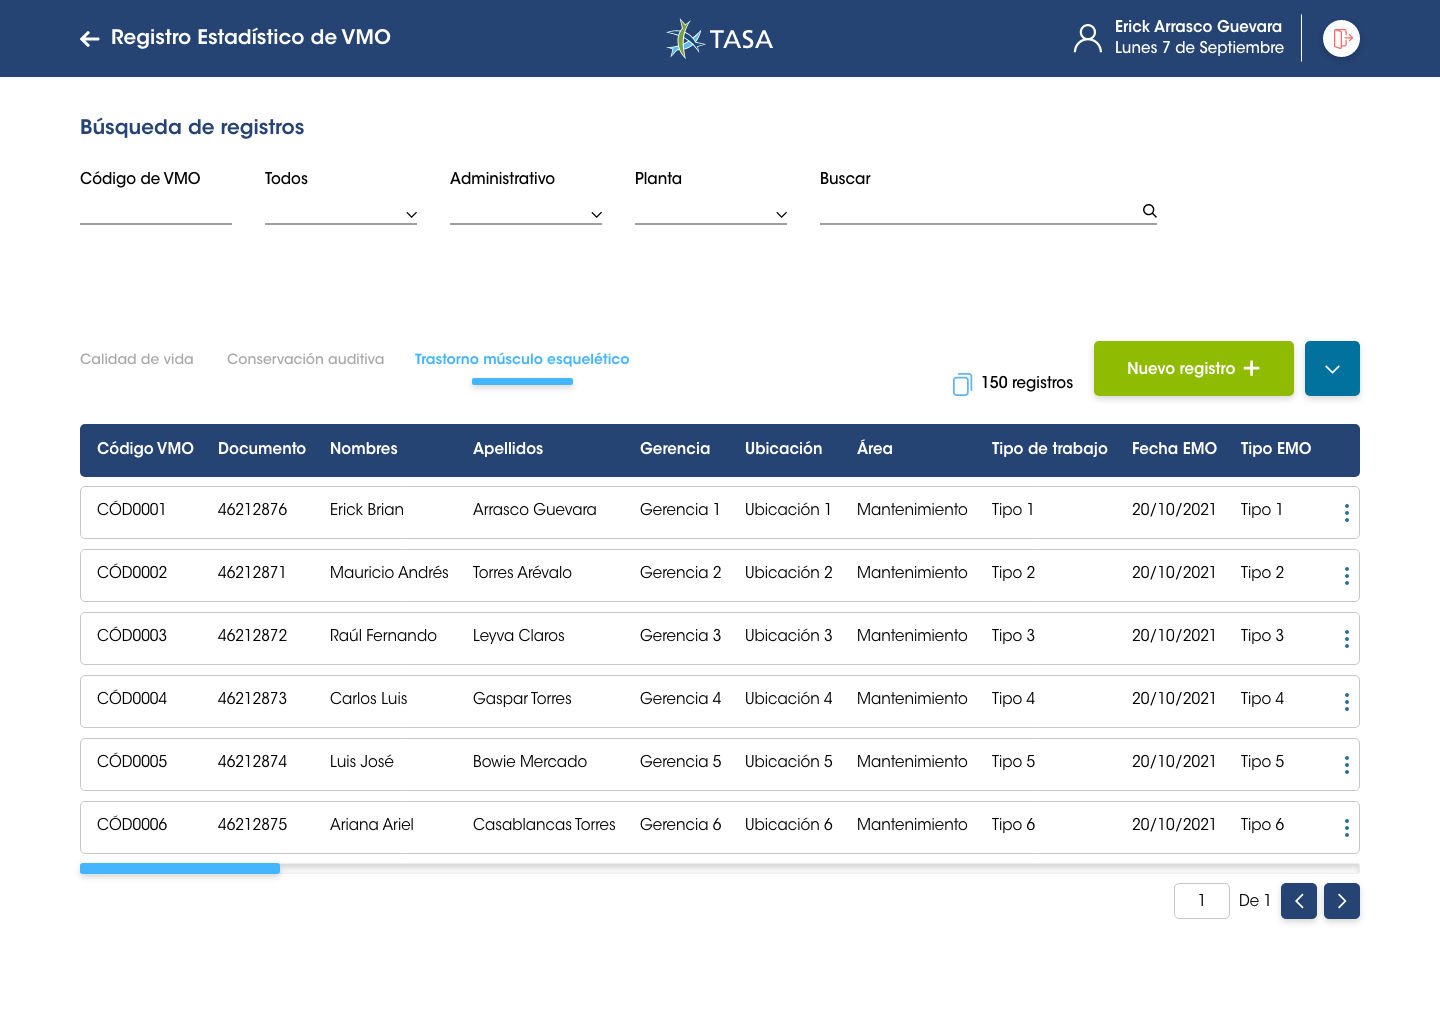 Registro Estadístico de VMO
TASA
Erick Arrasco Guevara
Lunes 7 de Septiembre
Búsqueda de registros
Código de VMO Todos Administrativo Planta Buscar
Calidad de vida Conservación auditiva Trastorno músculo esquelético
150 registros
Nuevo registro
Código VMO Documento Nombres Apellidos Gerencia Ubicación Área Tipo de trabajo Fecha EMO Tipo EMO
CÓD0001 46212876 Erick Brian Arrasco Guevara Gerencia 1 Ubicación 1 Mantenimiento Tipo 1 20/10/2021 Tipo 1
CÓD0002 46212871 Mauricio Andrés Torres Arévalo Gerencia 2 Ubicación 2 Mantenimiento Tipo 2 20/10/2021 Tipo 2
CÓD0003 46212872 Raúl Fernando Leyva Claros Gerencia 3 Ubicación 3 Mantenimiento Tipo 3 20/10/2021 Tipo 3
CÓD0004 46212873 Carlos Luis Gaspar Torres Gerencia 4 Ubicación 4 Mantenimiento Tipo 4 20/10/2021 Tipo 4
CÓD0005 46212874 Luis José Bowie Mercado Gerencia 5 Ubicación 5 Mantenimiento Tipo 5 20/10/2021 Tipo 5
CÓD0006 46212875 Ariana Ariel Casablancas Torres Gerencia 6 Ubicación 6 Mantenimiento Tipo 6 20/10/2021 Tipo 6
1 De 1